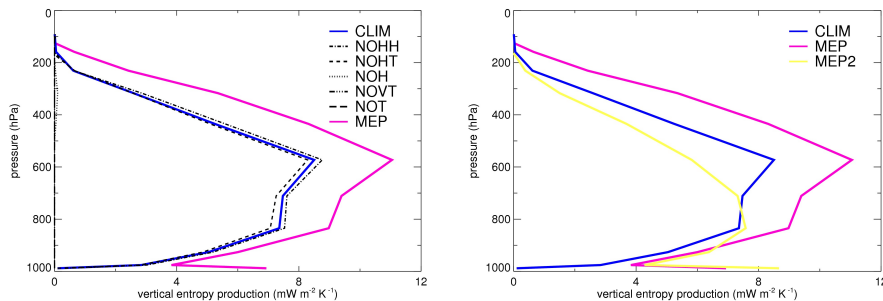 0
200
400
600
800
1000
0
4
8
12
pressure (hPa)
vertical entropy production (mW m-2 K-1)
CLIM
NOHH
NOHT
NOH
NOVT
NOT
MEP
0
200
400
600
800
1000
0
4
8
12
pressure (hPa)
vertical entropy production (mW m-2 K-1)
CLIM
MEP
MEP2